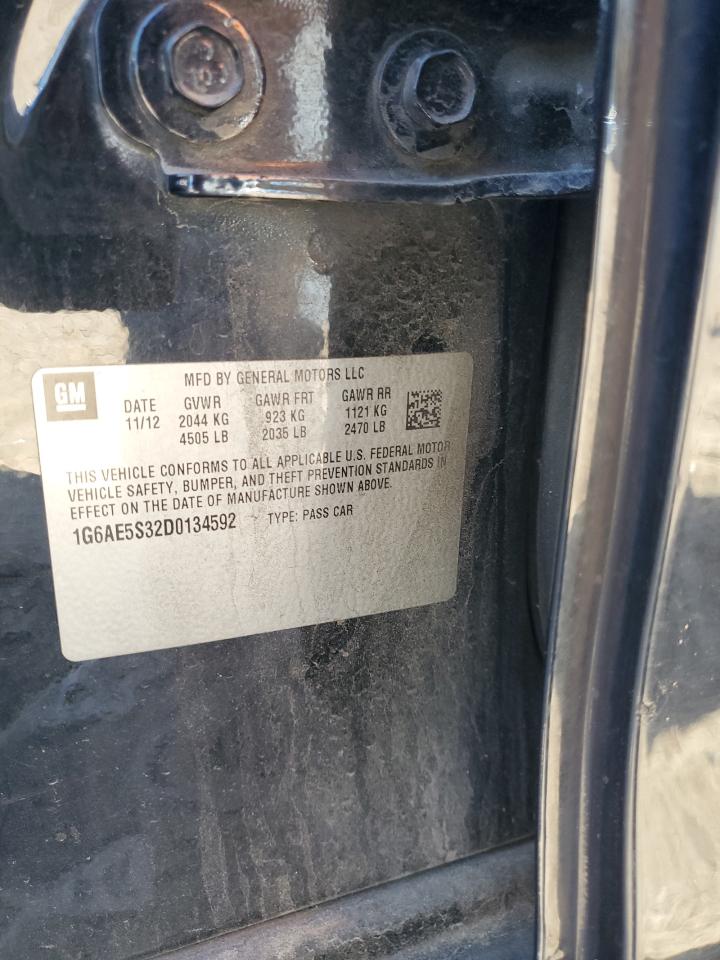 MFD BY GENERAL MOTORS LLC
GM
DATE GVWR GAWR FRT GAWR RR
11/12 2044 KG 923 KG 1121 KG
4505 LB 2035 LB 2470 LB
THIS VEHICLE CONFORMS TO ALL APPLICABLE U.S. FEDERAL MOTOR
VEHICLE SAFETY, BUMPER, AND THEFT PREVENTION STANDARDS IN
EFFECT ON THE DATE OF MANUFACTURE SHOWN ABOVE.
1G6AE5S32D0134592 TYPE: PASS CAR